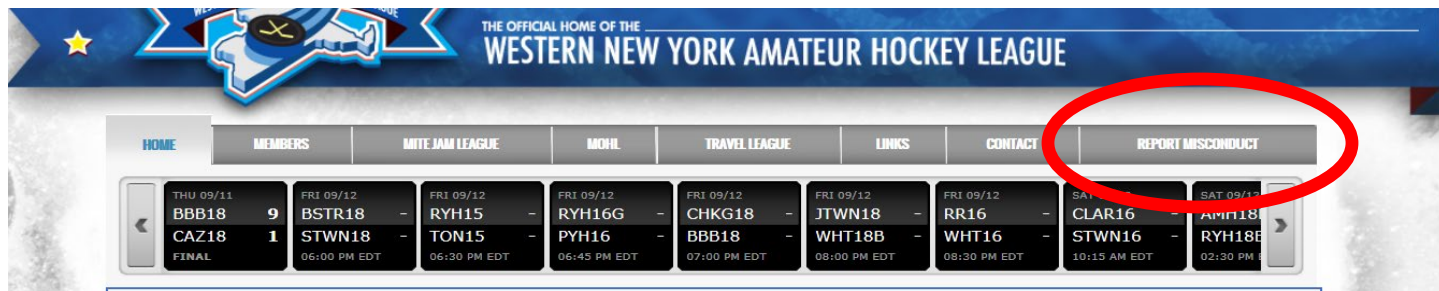 THE OFFICIAL HOME OF THE
WESTERN NEW YORK AMATEUR HOCKEY LEAGUE
HOME MEMBERS MITE JAM LEAGUE MOHL TRAVEL LEAGUE LINKS CONTACT REPORT MISCONDUCT
THU 09/11
BBB18 9
CAZ18 1
FINAL
FRI 09/12
BSTR18 -
STWN18 -
06:00 PM EDT
FRI 09/12
RYH15 -
TON15 -
06:30 PM EDT
FRI 09/12
RYH16G -
PYH16 -
06:45 PM EDT
FRI 09/12
CHKG18 -
BBB18 -
07:00 PM EDT
FRI 09/12
JTWN18 -
WHT18B -
08:00 PM EDT
FRI 09/12
RR16 -
WHT16 -
08:30 PM EDT
CLAR16 -
STWN16 -
10:15 AM EDT
SAT 09/13
RYH18E
02:30 PM